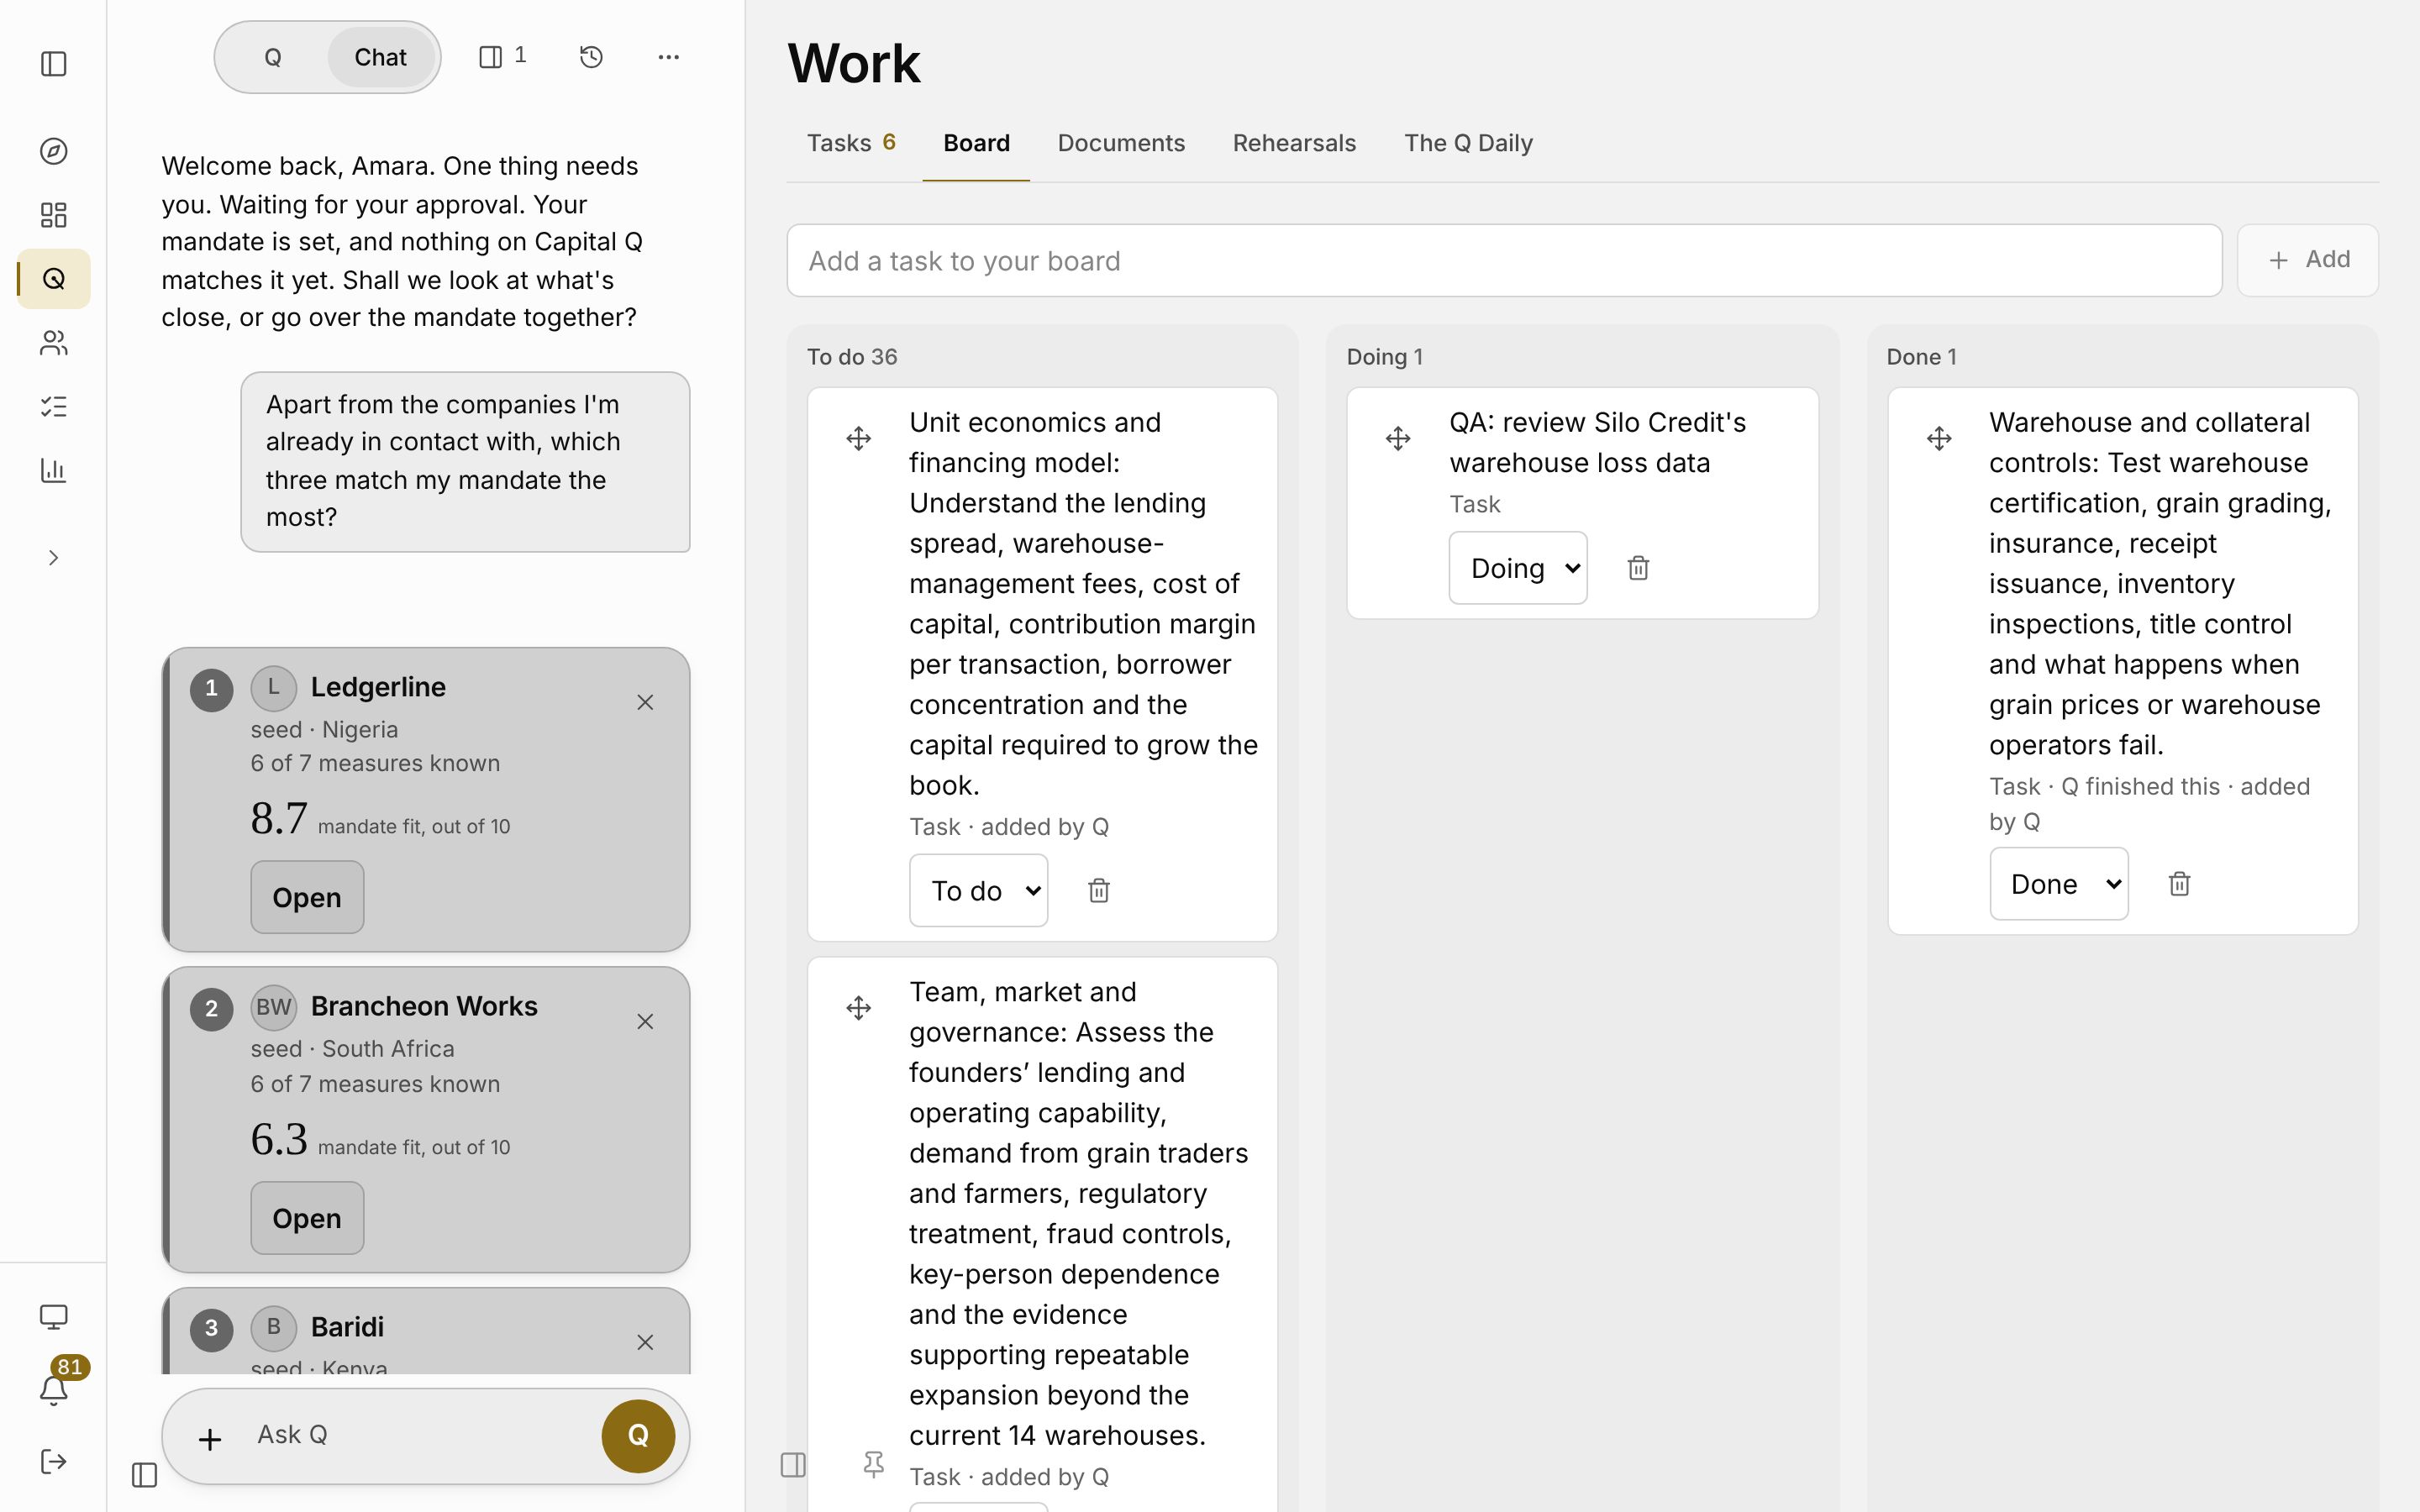 Q
Chat
1
Welcome back, Amara. One thing needs
you. Waiting for your approval. Your
mandate is set, and nothing on Capital Q
matches it yet. Shall we look at what's
close, or go over the mandate together?
Apart from the companies I'm
already in contact with, which
three match my mandate the
most?
1
L
Ledgerline
seed · Nigeria
6 of 7 measures known
8.7 mandate fit, out of 10
Open
2
BW
Brancheon Works
seed · South Africa
6 of 7 measures known
6.3 mandate fit, out of 10
Open
3
B
Baridi
seed · Kenya
81
Ask Q
Q
Work
Tasks 6
Board
Documents
Rehearsals
The Q Daily
Add a task to your board
Add
To do 36
Unit economics and
financing model:
Understand the lending
spread, warehouse-
management fees, cost of
capital, contribution margin
per transaction, borrower
concentration and the
capital required to grow the
book.
Task · added by Q
To do
Team, market and
governance: Assess the
founders’ lending and
operating capability,
demand from grain traders
and farmers, regulatory
treatment, fraud controls,
key-person dependence
and the evidence
supporting repeatable
expansion beyond the
current 14 warehouses.
Task · added by Q
Doing 1
QA: review Silo Credit's
warehouse loss data
Task
Doing
Done 1
Warehouse and collateral
controls: Test warehouse
certification, grain grading,
insurance, receipt
issuance, inventory
inspections, title control
and what happens when
grain prices or warehouse
operators fail.
Task · Q finished this · added
by Q
Done